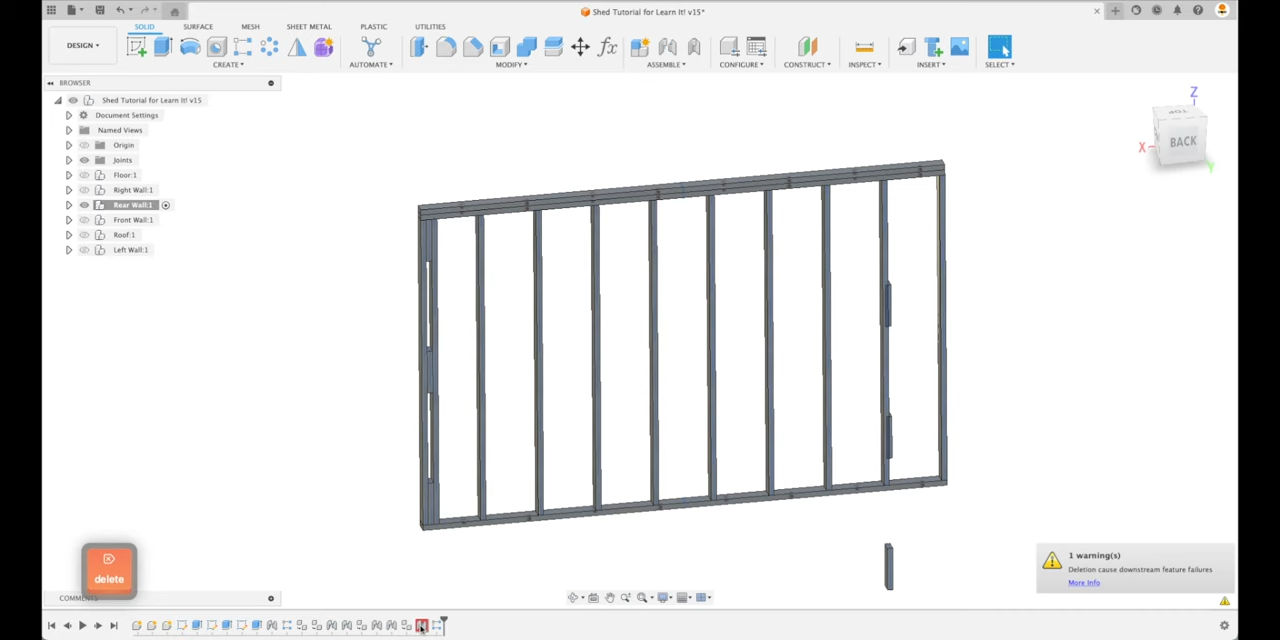 Shed Tutorial for Learn It! v15*
DESIGN
SOLID
SURFACE
MESH
SHEET METAL
PLASTIC
UTILITIES
CREATE
AUTOMATE
MODIFY
fx
ASSEMBLE
CONFIGURE
CONSTRUCT
INSPECT
INSERT
SELECT
BROWSER
Shed Tutorial for Learn It! v15
Document Settings
Named Views
Origin
Joints
Floor:1
Right Wall:1
Rear Wall:1
Front Wall:1
Roof:1
Left Wall:1
Z
TOP
BACK
X
Y
delete
COMMENTS
1 warning(s)
Deletion cause downstream feature failures
More Info